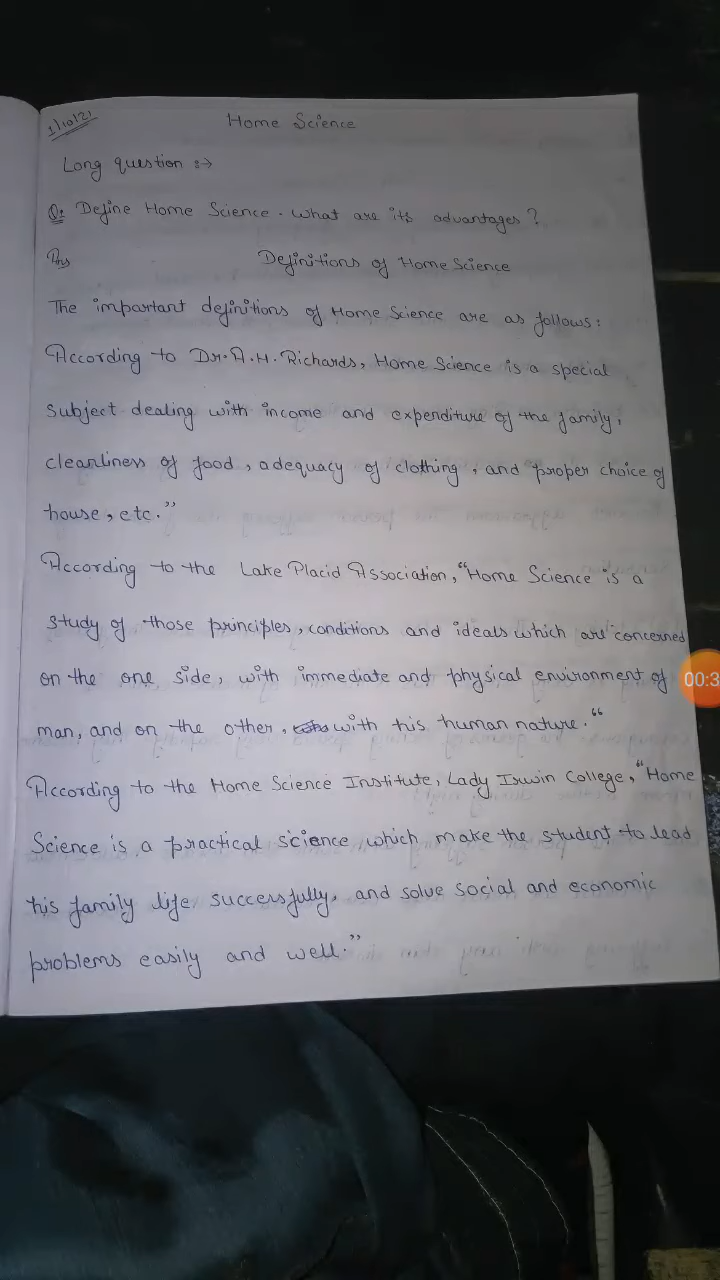 1/10/21
Home Science
Long question :→
Q1 Define Home Science. What are its advantages?
Ans Definitions of Home Science
The important definitions of Home Science are as follows:
According to Dr. A.H. Richards, Home Science is a special
subject dealing with income and expenditure of the family,
cleanliness of food, adequacy of clothing, and proper choice of
house, etc."
According to the Lake Placid Association, "Home Science is a
study of those principles, conditions and ideals which are concerned
on the one side, with immediate and physical environment of
man, and on the other, with his human nature."
According to the Home Science Institute, Lady Irwin College, "Home
Science is a practical science, which make the student to lead
his family life successfully, and solve social and economic
problems easily and well."
00:3